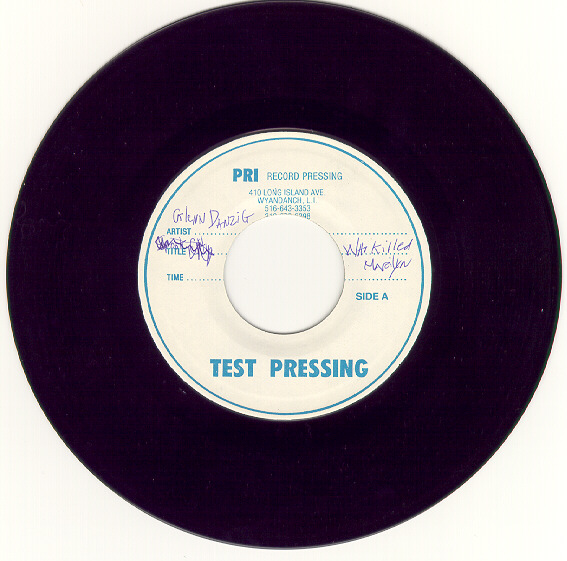 PRI RECORD PRESSING
410 LONG ISLAND AVE.
WYANDANCH, L.I.
516-643-3353
Glenn DANZIG
ARTIST
TITLE Who Killed
Marilyn
TIME
SIDE A
TEST PRESSING